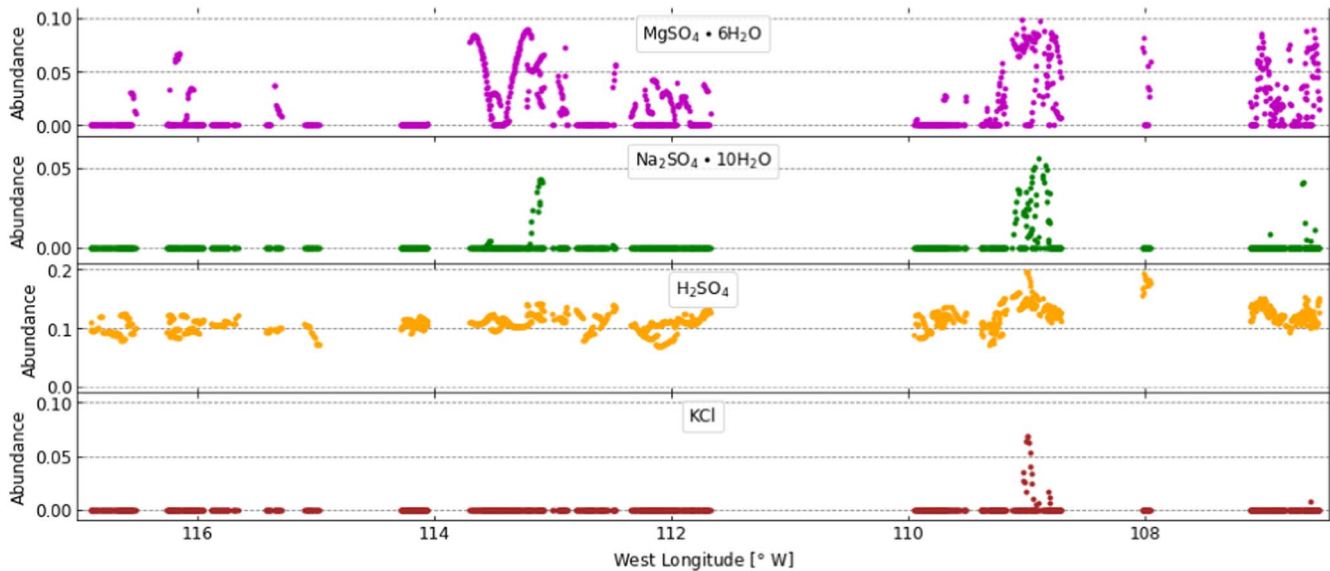 0.10
MgSO₄ • 6H₂O
Abundance
0.05
0.00
Na₂SO₄ • 10H₂O
Abundance
0.05
0.00
0.2
H₂SO₄
Abundance
0.1
0.0
0.10
KCl
Abundance
0.05
0.00
116 114 112 110 108
West Longitude [° W]